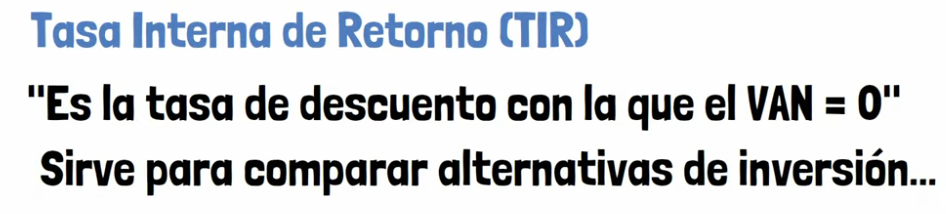 Tasa Interna de Retorno (TIR)
"Es la tasa de descuento con la que el VAN = 0"
Sirve para comparar alternativas de inversión...